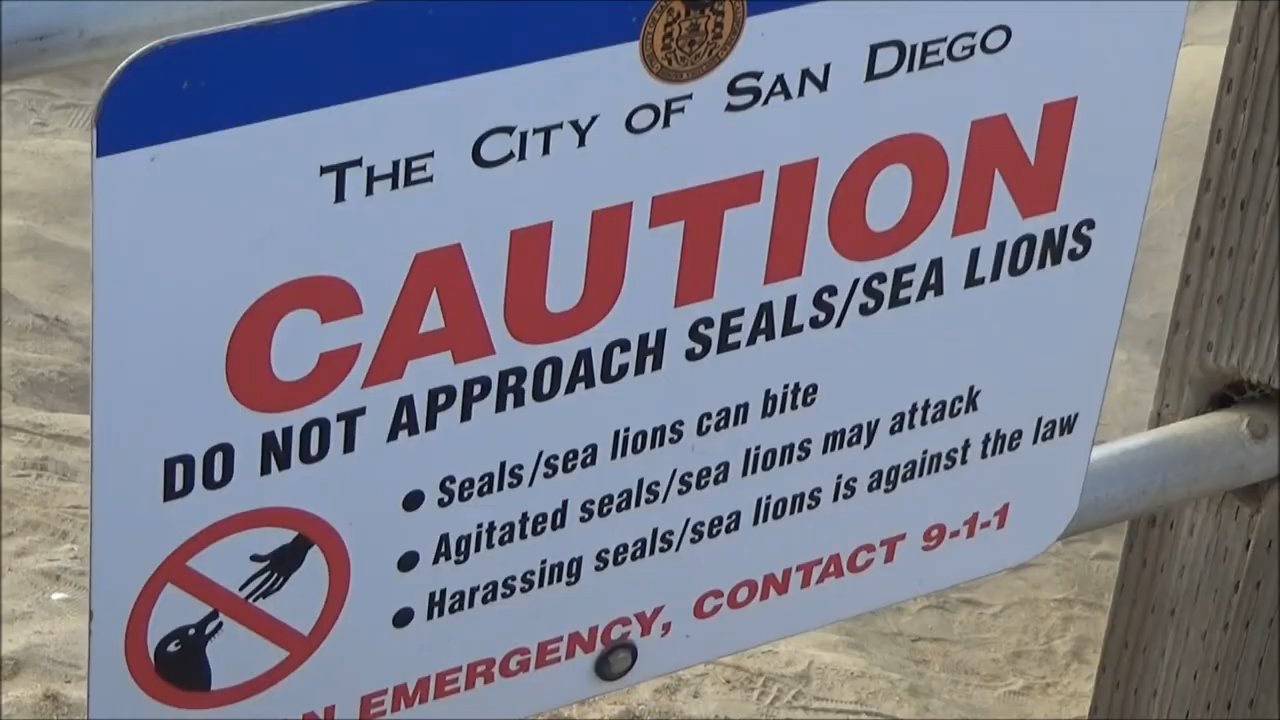 THE CITY OF SAN DIEGO
CAUTION
DO NOT APPROACH SEALS/SEA LIONS
• Seals/sea lions can bite
• Agitated seals/sea lions may attack
• Harassing seals/sea lions is against the law
EMERGENCY, CONTACT 9-1-1